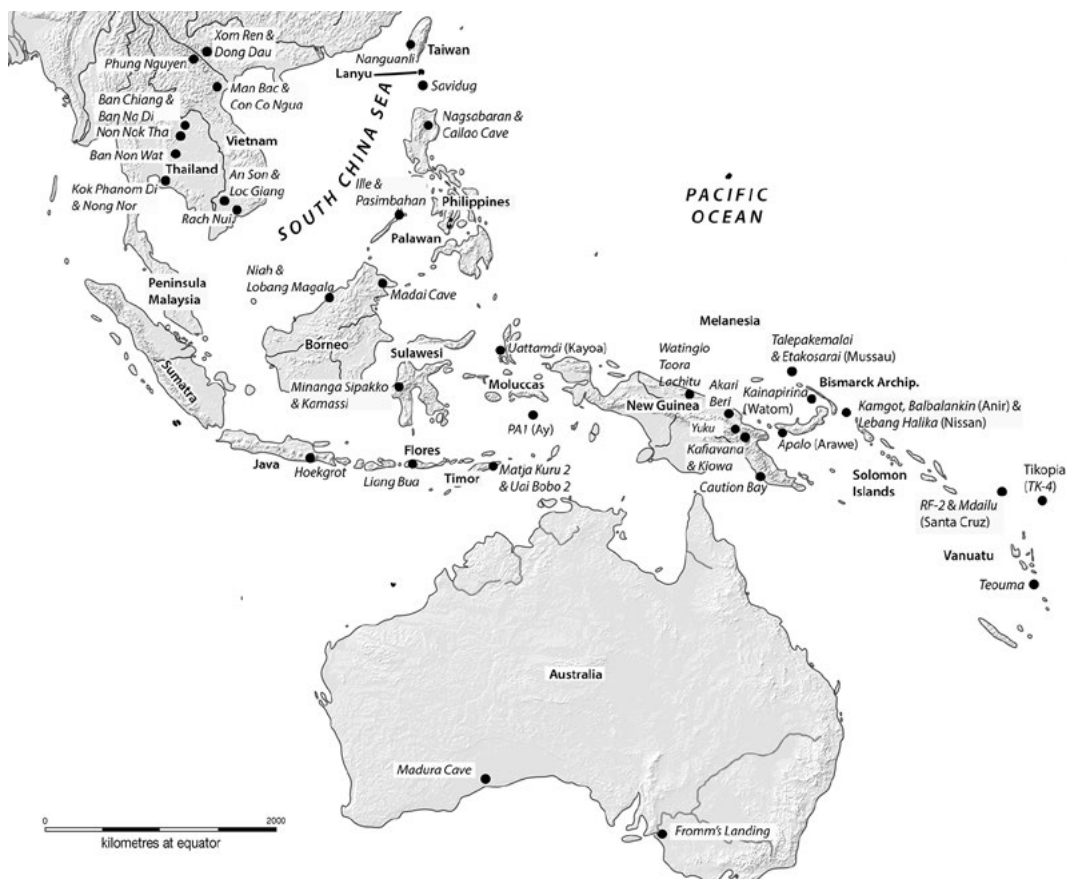 Xom Ren &
Dong Dau
Phung Nguyen
Taiwan
Nanguanli
Lanyu
Savidug
Man Bac &
Con Co Ngua
Ban Chiang &
Ban Na Di
Non Nok Tha
Nagsabaran &
Callao Cave
Vietnam
Ban Non Wat
Thailand
An Son &
Loc Giang
Kok Phanom Di
& Nong Nor
Rach Nui
SOUTH CHINA SEA
Ille &
Pasimbahan
Philippines
Palawan
PACIFIC
OCEAN
Niah &
Lobang Magala
Peninsula
Malaysia
Madai Cave
Borneo
Sumatra
Sulawesi
Minanga Sipakko
& Kamassi
Uattamdi (Kayoa)
Moluccas
PA1 (Ay)
Melanesia
Watinglo
Taora
Lachitu
New Guinea
Akari
Beri
Yuku
Kafiavana
& Kiowa
Talepakemalai
& Etakosarai (Mussau)
Kainapirina
(Watom)
Bismarck Archip.
Kamgot, Balbalankin (Anir) &
Lebang Halika (Nissan)
Apalo (Arawe)
Java
Hoekgrot
Flores
Liang Bua
Timor
Matja Kuru 2
& Uai Bobo 2
Caution Bay
Solomon
Islands
Tikopia
(TK-4)
RF-2 & Mdailu
(Santa Cruz)
Vanuatu
Teouma
Australia
Madura Cave
Fromm's Landing
0
2000
kilometres at equator